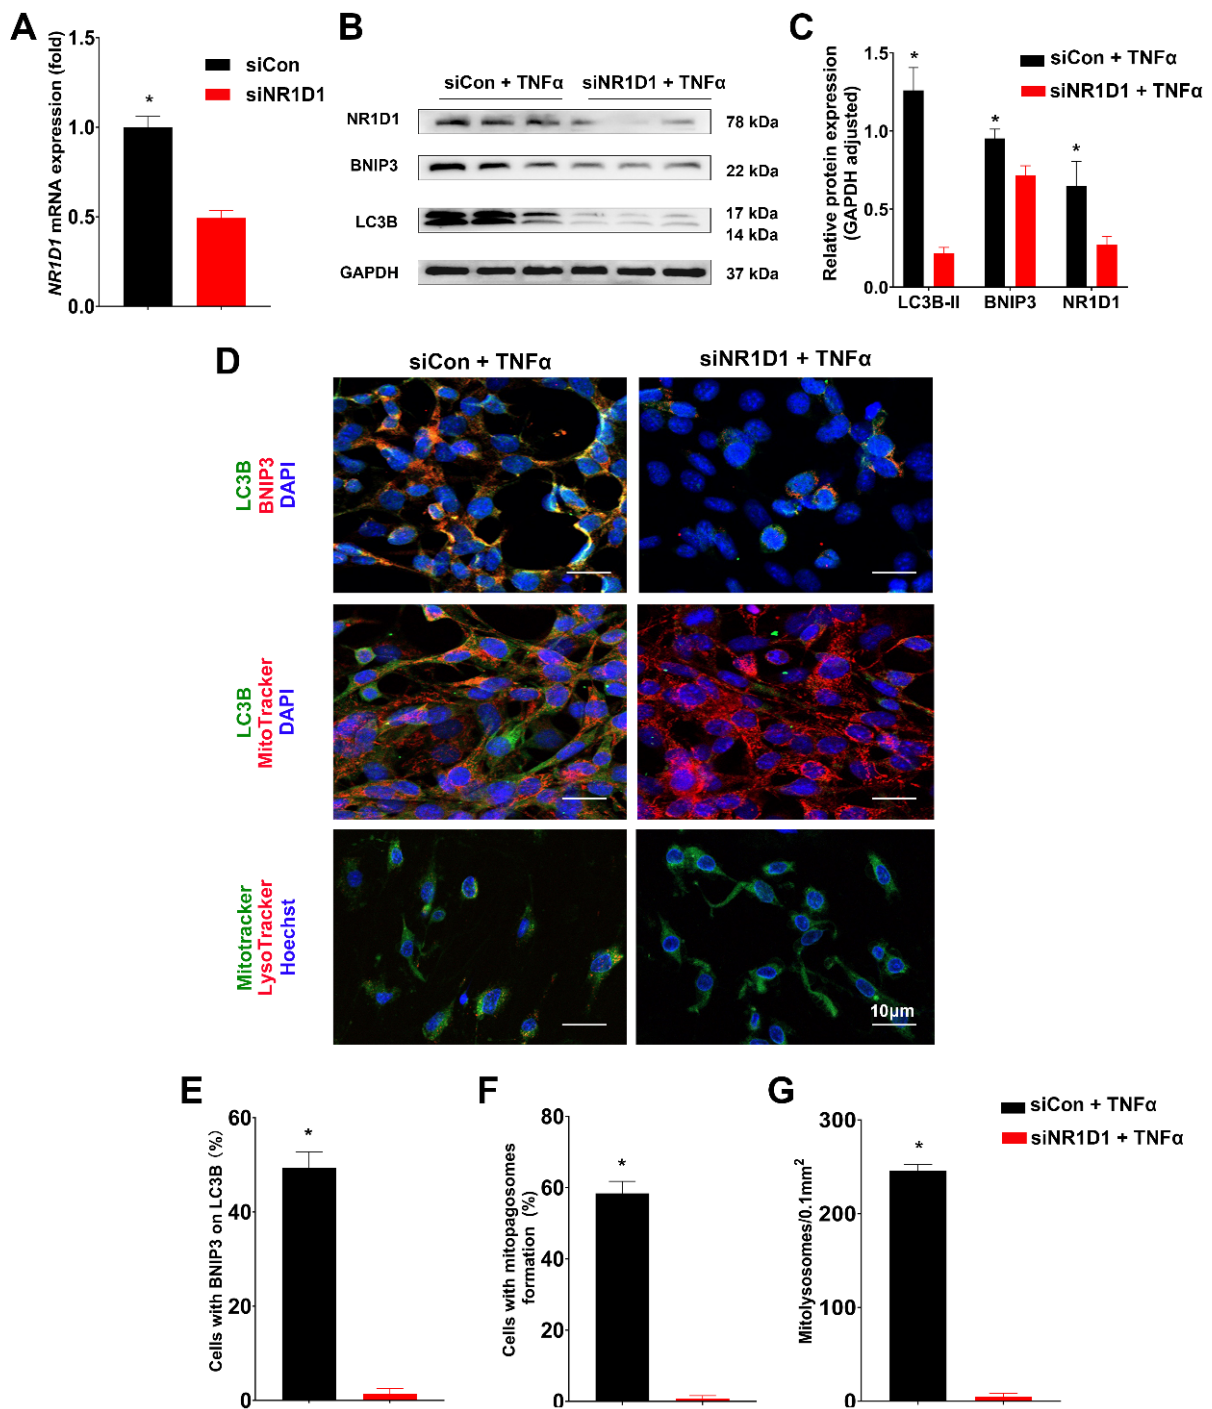 A
NR1D1 mRNA expression (fold)
1.5
1.0
0.5
0.0
*
siCon
siNR1D1
B
siCon + TNFα
siNR1D1 + TNFα
NR1D1
78 kDa
BNIP3
22 kDa
LC3B
17 kDa
14 kDa
GAPDH
37 kDa
C
Relative protein expression
(GAPDH adjusted)
1.5
1.0
0.5
0.0
*
*
*
siCon + TNFα
siNR1D1 + TNFα
LC3B-II
BNIP3
NR1D1
D
siCon + TNFα
siNR1D1 + TNFα
LC3B
BNIP3
DAPI
LC3B
MitoTracker
DAPI
Mitotracker
LysoTracker
Hoechst
10μm
E
Cells with BNIP3 on LC3B (%)
60
40
20
0
*
F
Cells with mitopagosomes
formation (%)
80
60
40
20
0
*
G
Mitolysosomes/0.1mm²
300
200
100
0
*
siCon + TNFα
siNR1D1 + TNFα